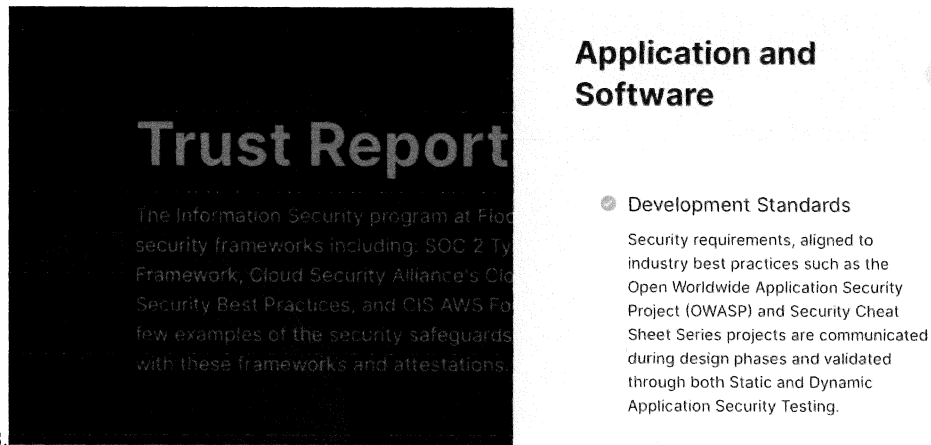 Trust Report
The Information Security program at
security frameworks including: SOC 2
Framework, Cloud Security Alliance's
Security Best Practices, and CIS AWS
few examples of the security safeguards
with these frameworks and attestations.
Application and
Software
Development Standards
Security requirements, aligned to
industry best practices such as the
Open Worldwide Application Security
Project (OWASP) and Security Cheat
Sheet Series projects are communicated
during design phases and validated
through both Static and Dynamic
Application Security Testing.